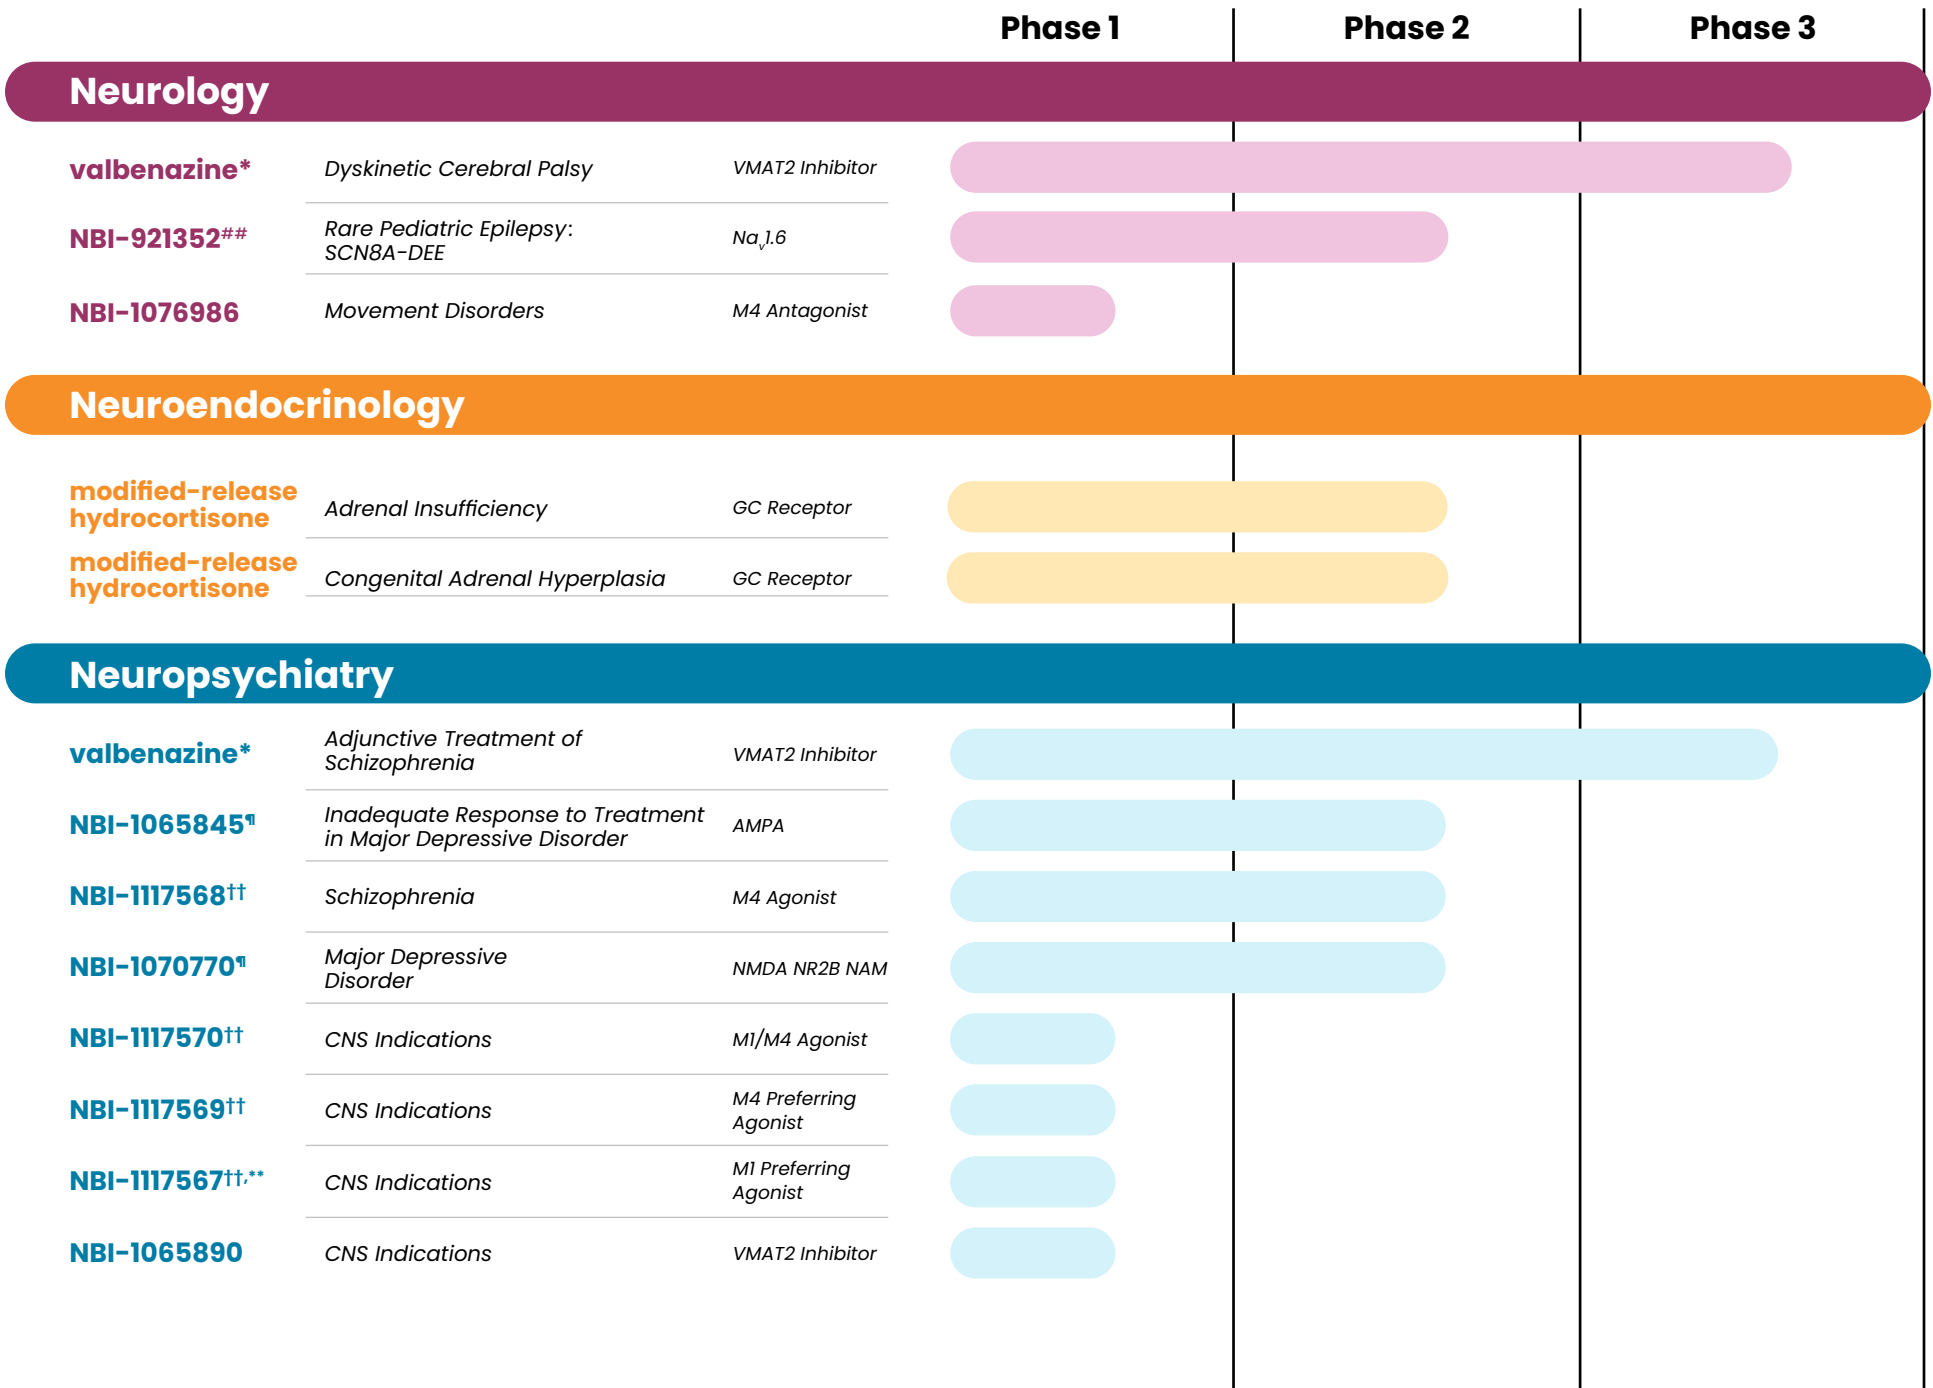 Phase 1 Phase 2 Phase 3
Neurology
valbenazine* Dyskinetic Cerebral Palsy VMAT2 Inhibitor
NBI-921352## Rare Pediatric Epilepsy:
SCN8A-DEE
Nav1.6
NBI-1076986 Movement Disorders M4 Antagonist
Neuroendocrinology
modified-release
hydrocortisone
Adrenal Insufficiency GC Receptor
modified-release
hydrocortisone
Congenital Adrenal Hyperplasia GC Receptor
Neuropsychiatry
valbenazine*
Adjunctive Treatment of
Schizophrenia
VMAT2 Inhibitor
NBI-1065845¶
Inadequate Response to Treatment
in Major Depressive Disorder
AMPA
NBI-1117568†† Schizophrenia M4 Agonist
NBI-1070770¶
Major Depressive
Disorder
NMDA NR2B NAM
NBI-1117570†† CNS Indications M1/M4 Agonist
NBI-1117569†† CNS Indications
M4 Preferring
Agonist
NBI-1117567††,** CNS Indications
M1 Preferring
Agonist
NBI-1065890 CNS Indications VMAT2 Inhibitor